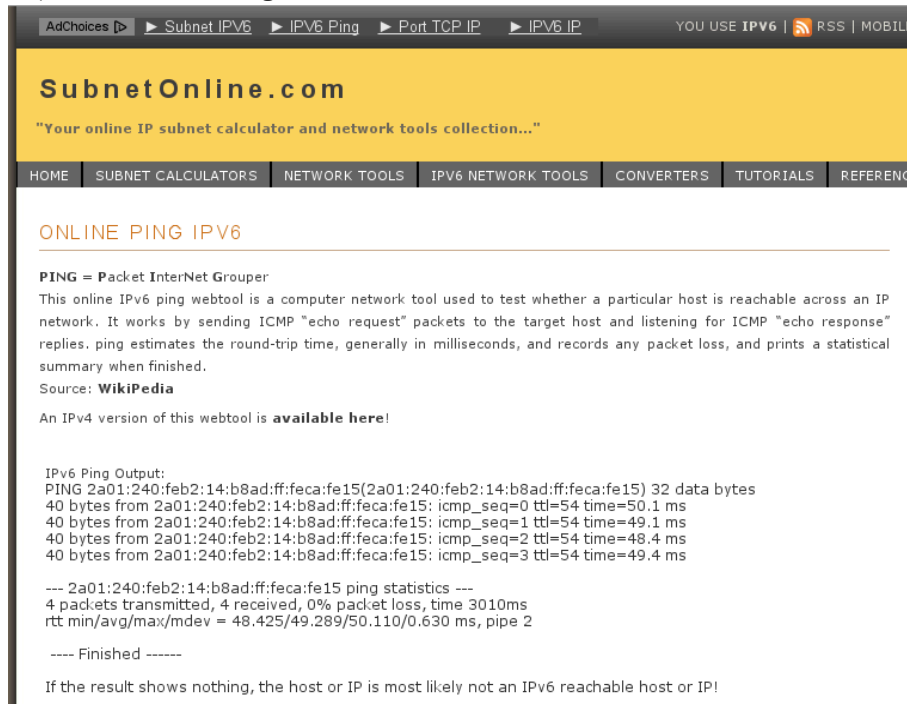 AdChoices ▶ Subnet IPV6 ▶ IPV6 Ping ▶ Port TCP IP ▶ IPV6 IP YOU USE IPV6 | RSS | MOBIL
SubnetOnline.com
"Your online IP subnet calculator and network tools collection..."
HOME SUBNET CALCULATORS NETWORK TOOLS IPV6 NETWORK TOOLS CONVERTERS TUTORIALS REFEREN
ONLINE PING IPV6
PING = Packet InterNet Grouper
This online IPv6 ping webtool is a computer network tool used to test whether a particular host is reachable across an IP
network. It works by sending ICMP “echo request” packets to the target host and listening for ICMP “echo response”
replies. ping estimates the round-trip time, generally in milliseconds, and records any packet loss, and prints a statistical
summary when finished.
Source: WikiPedia
An IPv4 version of this webtool is available here!
IPv6 Ping Output:
PING 2a01:240:feb2:14:b8ad:ff:feca:fe15(2a01:240:feb2:14:b8ad:ff:feca:fe15) 32 data bytes
40 bytes from 2a01:240:feb2:14:b8ad:ff:feca:fe15: icmp_seq=0 ttl=54 time=50.1 ms
40 bytes from 2a01:240:feb2:14:b8ad:ff:feca:fe15: icmp_seq=1 ttl=54 time=49.1 ms
40 bytes from 2a01:240:feb2:14:b8ad:ff:feca:fe15: icmp_seq=2 ttl=54 time=48.4 ms
40 bytes from 2a01:240:feb2:14:b8ad:ff:feca:fe15: icmp_seq=3 ttl=54 time=49.4 ms
--- 2a01:240:feb2:14:b8ad:ff:feca:fe15 ping statistics ---
4 packets transmitted, 4 received, 0% packet loss, time 3010ms
rtt min/avg/max/mdev = 48.425/49.289/50.110/0.630 ms, pipe 2
---- Finished ------
If the result shows nothing, the host or IP is most likely not an IPv6 reachable host or IP!